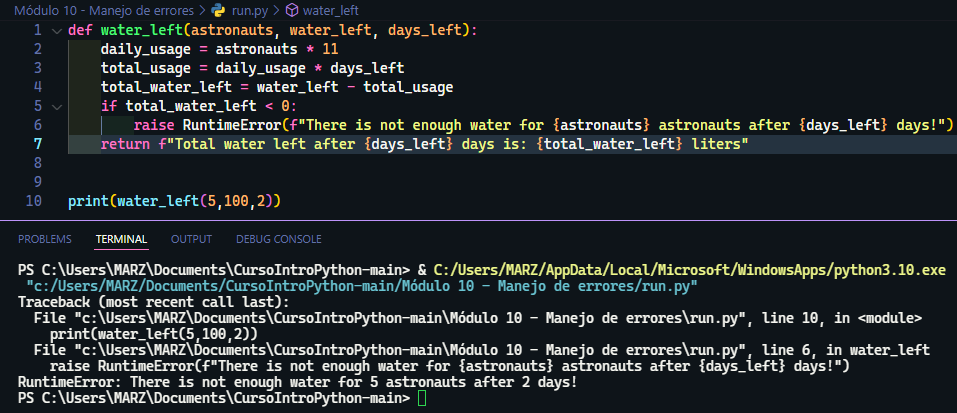 Módulo 10 - Manejo de errores > run.py > water_left
1 def water_left(astronauts, water_left, days_left):
2 daily_usage = astronauts * 11
3 total_usage = daily_usage * days_left
4 total_water_left = water_left - total_usage
5 if total_water_left < 0:
6 raise RuntimeError(f"There is not enough water for {astronauts} astronauts after {days_left} days!")
7 return f"Total water left after {days_left} days is: {total_water_left} liters"
8
9
10 print(water_left(5,100,2))
PROBLEMS TERMINAL OUTPUT DEBUG CONSOLE
PS C:\Users\MARZ\Documents\CursoIntroPython-main> & C:/Users/MARZ/AppData/Local/Microsoft/WindowsApps/python3.10.exe
"c:/Users/MARZ/Documents/CursoIntroPython-main/Módulo 10 - Manejo de errores/run.py"
Traceback (most recent call last):
File "c:\Users\MARZ\Documents\CursoIntroPython-main\Módulo 10 - Manejo de errores\run.py", line 10, in <module>
print(water_left(5,100,2))
File "c:\Users\MARZ\Documents\CursoIntroPython-main\Módulo 10 - Manejo de errores\run.py", line 6, in water_left
raise RuntimeError(f"There is not enough water for {astronauts} astronauts after {days_left} days!")
RuntimeError: There is not enough water for 5 astronauts after 2 days!
PS C:\Users\MARZ\Documents\CursoIntroPython-main>